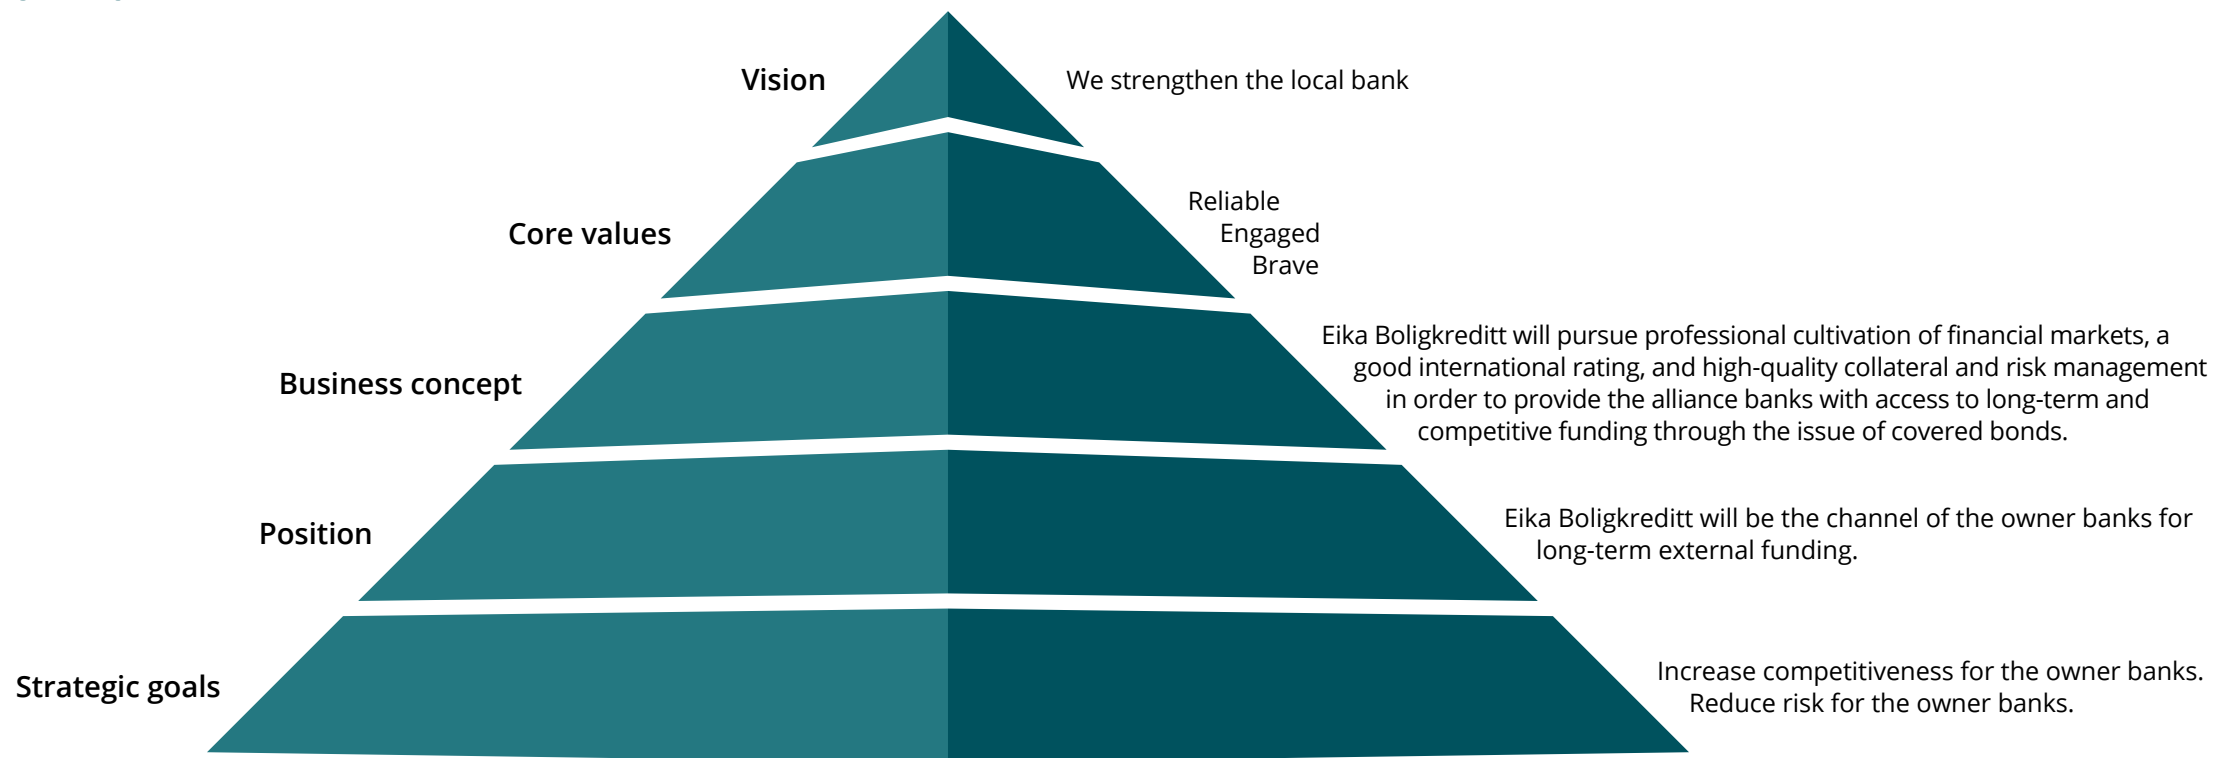 Vision
We strengthen the local bank
Core values
Reliable
Engaged
Brave
Business concept
Eika Boligkreditt will pursue professional cultivation of financial markets, a
good international rating, and high-quality collateral and risk management
in order to provide the alliance banks with access to long-term and
competitive funding through the issue of covered bonds.
Position
Eika Boligkreditt will be the channel of the owner banks for
long-term external funding.
Strategic goals
Increase competitiveness for the owner banks.
Reduce risk for the owner banks.